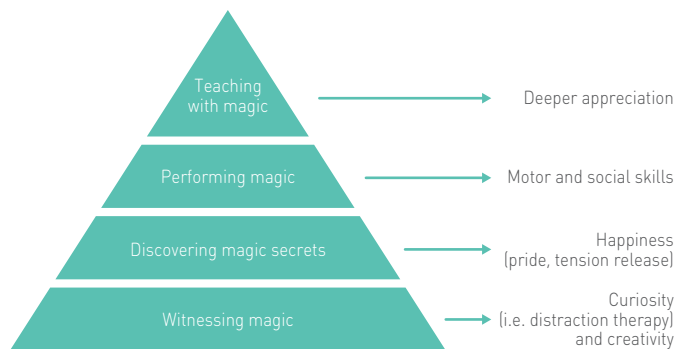 Teaching
with magic
Deeper appreciation
Performing magic
Motor and social skills
Discovering magic secrets
Happiness
(pride, tension release)
Witnessing magic
Curiosity
(i.e. distraction therapy)
and creativity